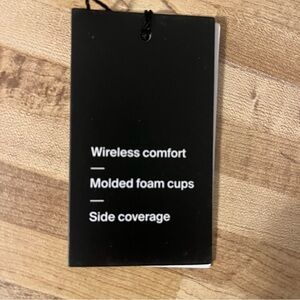 Wireless comfort
Molded foam cups
Side coverage